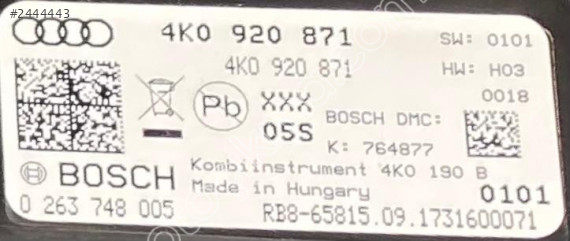 #2444443
4K0 920 871
SW: 0101
4K0 920 871
HW: H03
0018
Pb
XXX
05S
BOSCH DMC:
K: 764877
BOSCH
Kombiinstrument 4K0 190 B
Made in Hungary
0101
0 263 748 005
RB8-65815.09.1731600071